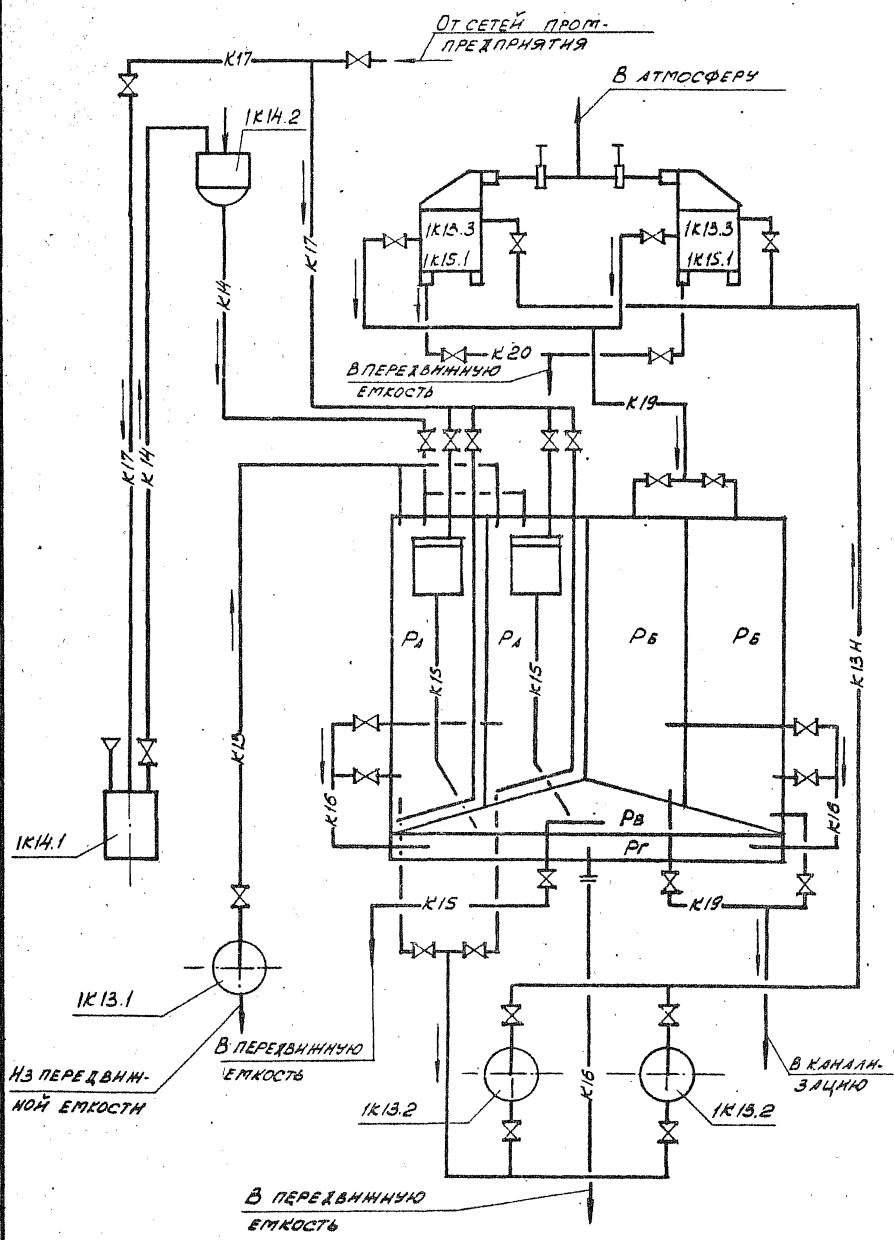 От сетей пром-
предприятия
К17
В атмосферу
1К14.2
К17
1К13.3
1К15.1
1К13.3
1К15.1
К14
К20
В передвижную
емкость
К19
К17
К14
РА
РА
РБ
РБ
К15
К15
К13Н
К13
К16
К16
РВ
РГ
1К14.1
К15
К19
1К13.1
В передвижную
емкость
Из передвиж-
ной емкости
К16
В канали-
зацию
1К13.2
1К13.2
В передвижную
емкость